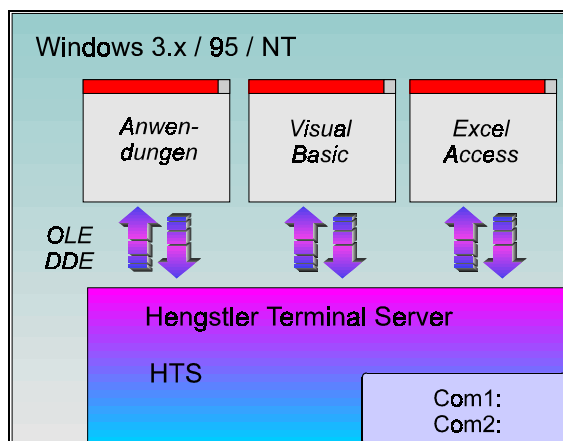 Windows 3.x / 95 / NT
Anwen-
dungen
Visual
Basic
Excel
Access
OLE
DDE
Hengstler Terminal Server
HTS
Com1:
Com2: